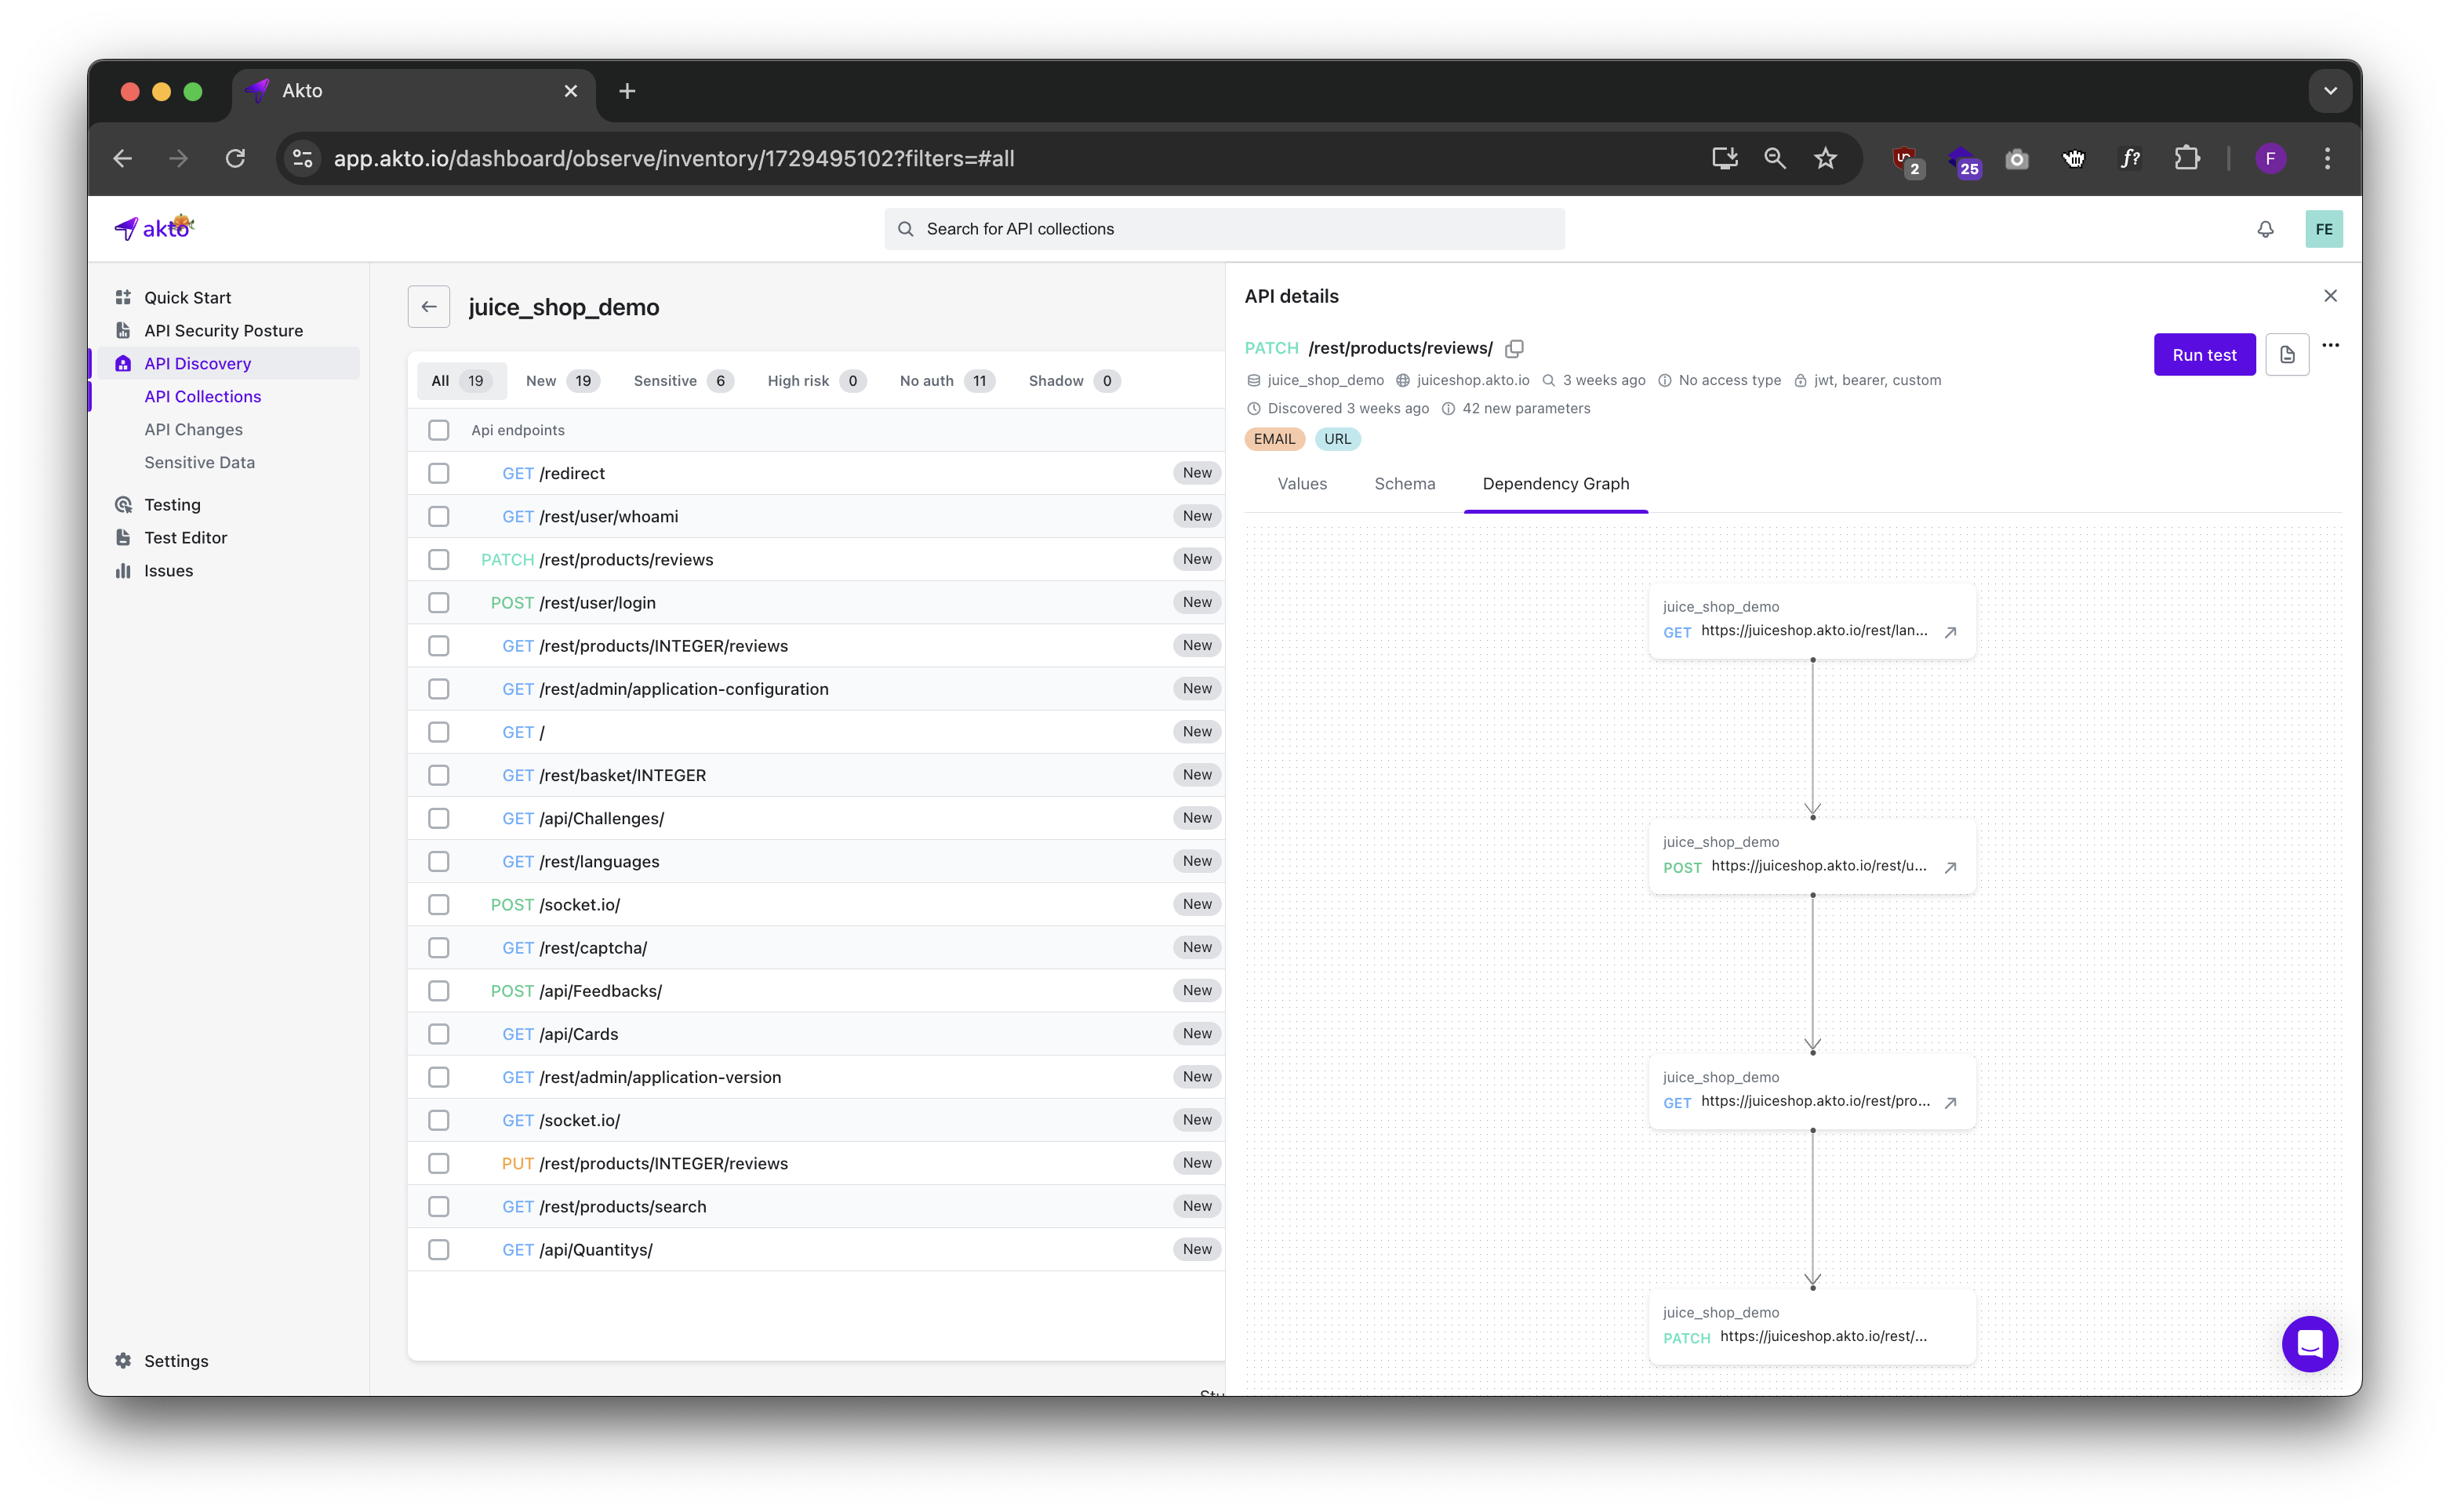 Akto
app.akto.io/dashboard/observe/inventory/1729495102?filters=#all
2
25
f?
F
akto
Search for API collections
FE
Quick Start
API Security Posture
API Discovery
API Collections
API Changes
Sensitive Data
Testing
Test Editor
Issues
Settings
juice_shop_demo
All 19 New 19 Sensitive 6 High risk 0 No auth 11 Shadow 0
Api endpoints
GET /redirect New
GET /rest/user/whoami New
PATCH /rest/products/reviews New
POST /rest/user/login New
GET /rest/products/INTEGER/reviews New
GET /rest/admin/application-configuration New
GET / New
GET /rest/basket/INTEGER New
GET /api/Challenges/ New
GET /rest/languages New
POST /socket.io/ New
GET /rest/captcha/ New
POST /api/Feedbacks/ New
GET /api/Cards New
GET /rest/admin/application-version New
GET /socket.io/ New
PUT /rest/products/INTEGER/reviews New
GET /rest/products/search New
GET /api/Quantitys/ New
API details
PATCH /rest/products/reviews/
Run test
juice_shop_demo juiceshop.akto.io 3 weeks ago No access type jwt, bearer, custom
Discovered 3 weeks ago 42 new parameters
EMAIL URL
Values Schema Dependency Graph
juice_shop_demo
GET https://juiceshop.akto.io/rest/lan...
juice_shop_demo
POST https://juiceshop.akto.io/rest/u...
juice_shop_demo
GET https://juiceshop.akto.io/rest/pro...
juice_shop_demo
PATCH https://juiceshop.akto.io/rest/...